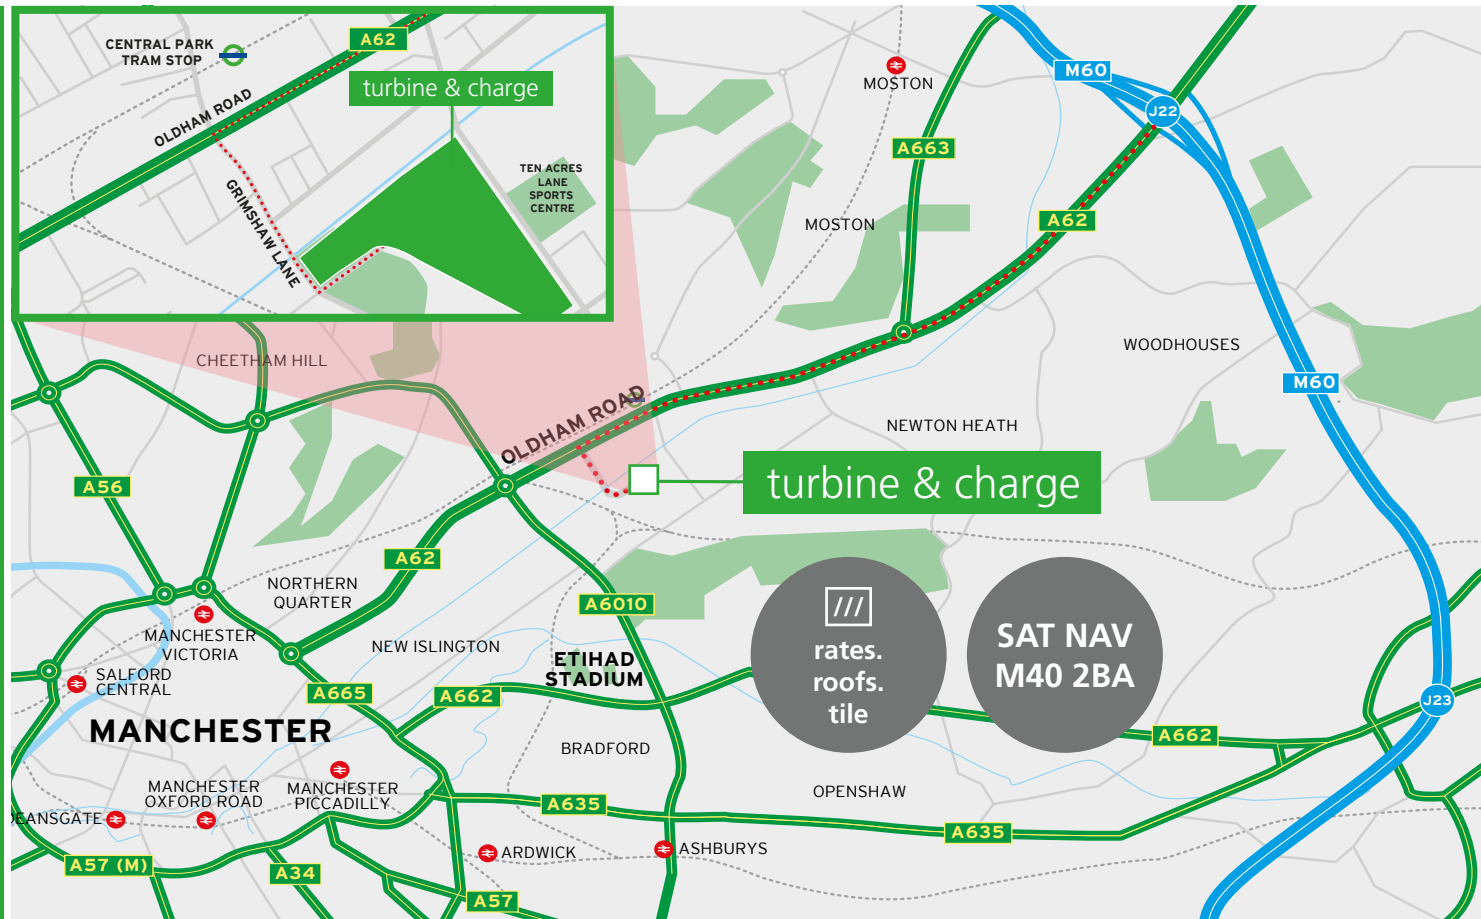 CENTRAL PARK
TRAM STOP
A62
turbine & charge
OLDHAM ROAD
GRIMSHAW LANE
TEN ACRES
LANE
SPORTS
CENTRE
MOSTON
M60
J22
A663
A62
MOSTON
WOODHOUSES
CHEETHAM HILL
M60
OLDHAM ROAD
NEWTON HEATH
A56
turbine & charge
A62
NORTHERN
QUARTER
A6010
///
rates.
roofs.
tile
SAT NAV
M40 2BA
MANCHESTER
VICTORIA
NEW ISLINGTON
ETIHAD
STADIUM
SALFORD
CENTRAL
A665
A662
J23
MANCHESTER
BRADFORD
A662
MANCHESTER
OXFORD ROAD
MANCHESTER
PICCADILLY
OPENSHAW
DEANSGATE
A635
A635
ARDWICK
ASHBURYS
A57 (M)
A34
A57